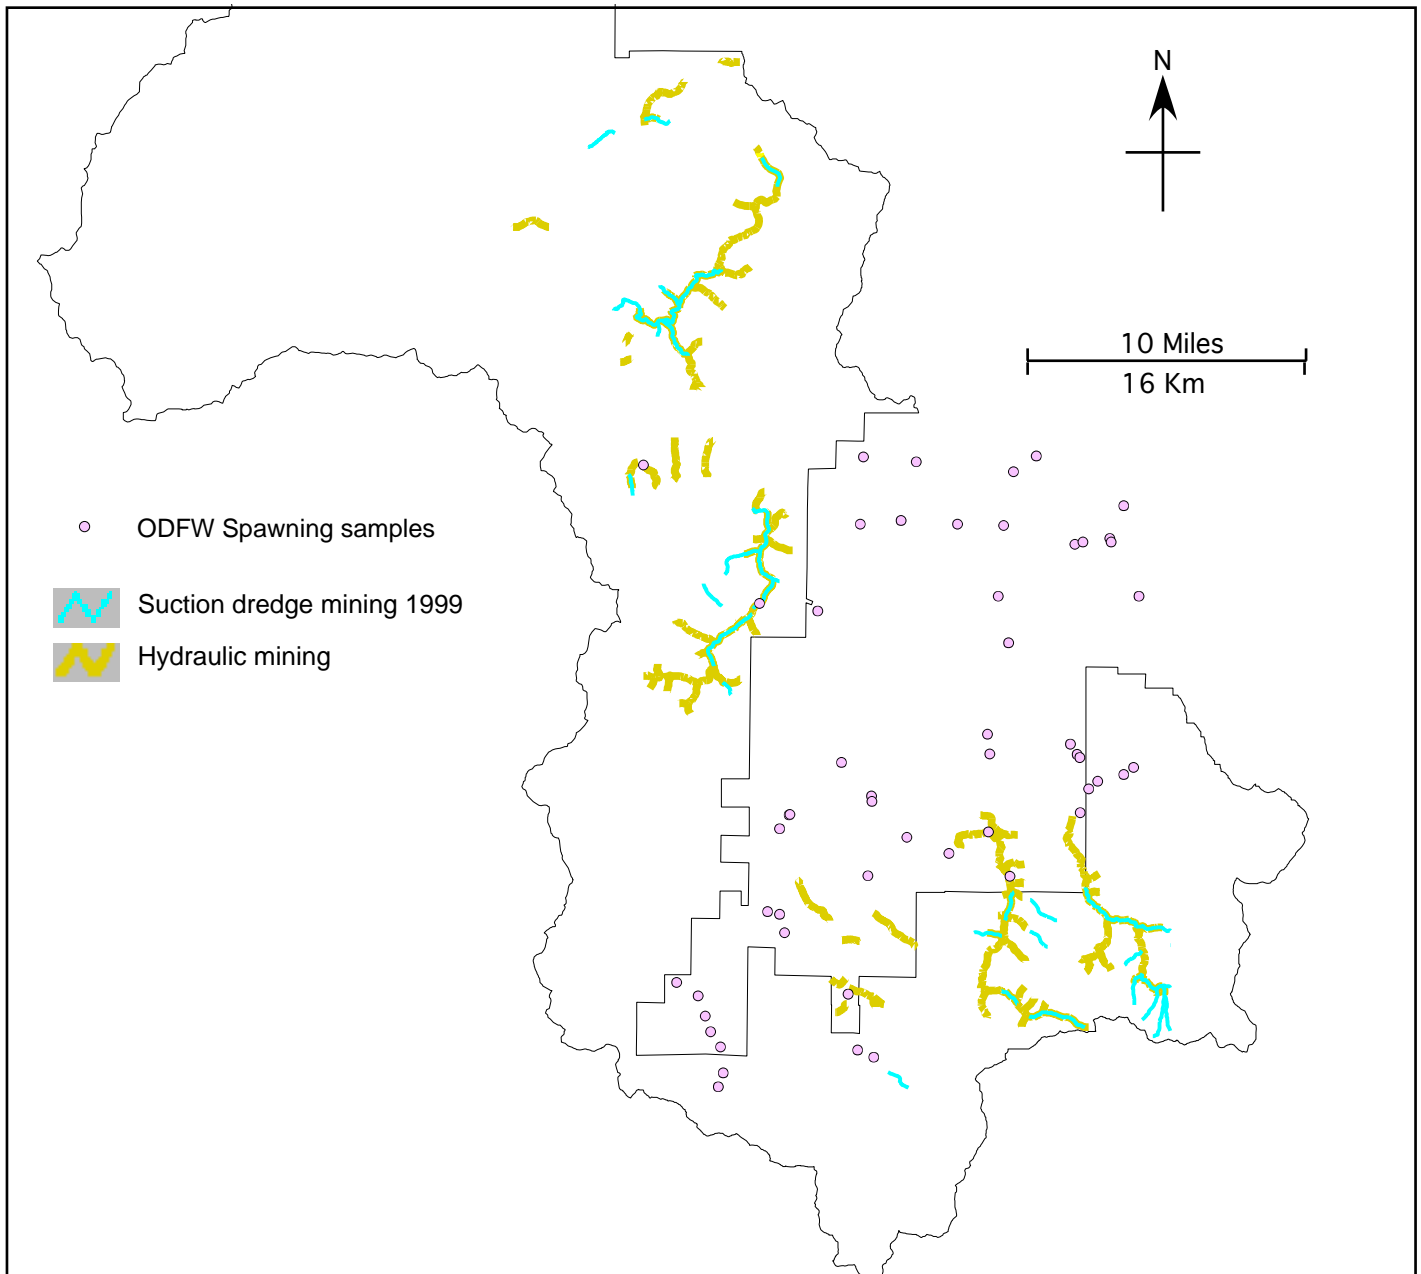 N
10 Miles
16 Km
ODFW Spawning samples
Suction dredge mining 1999
Hydraulic mining